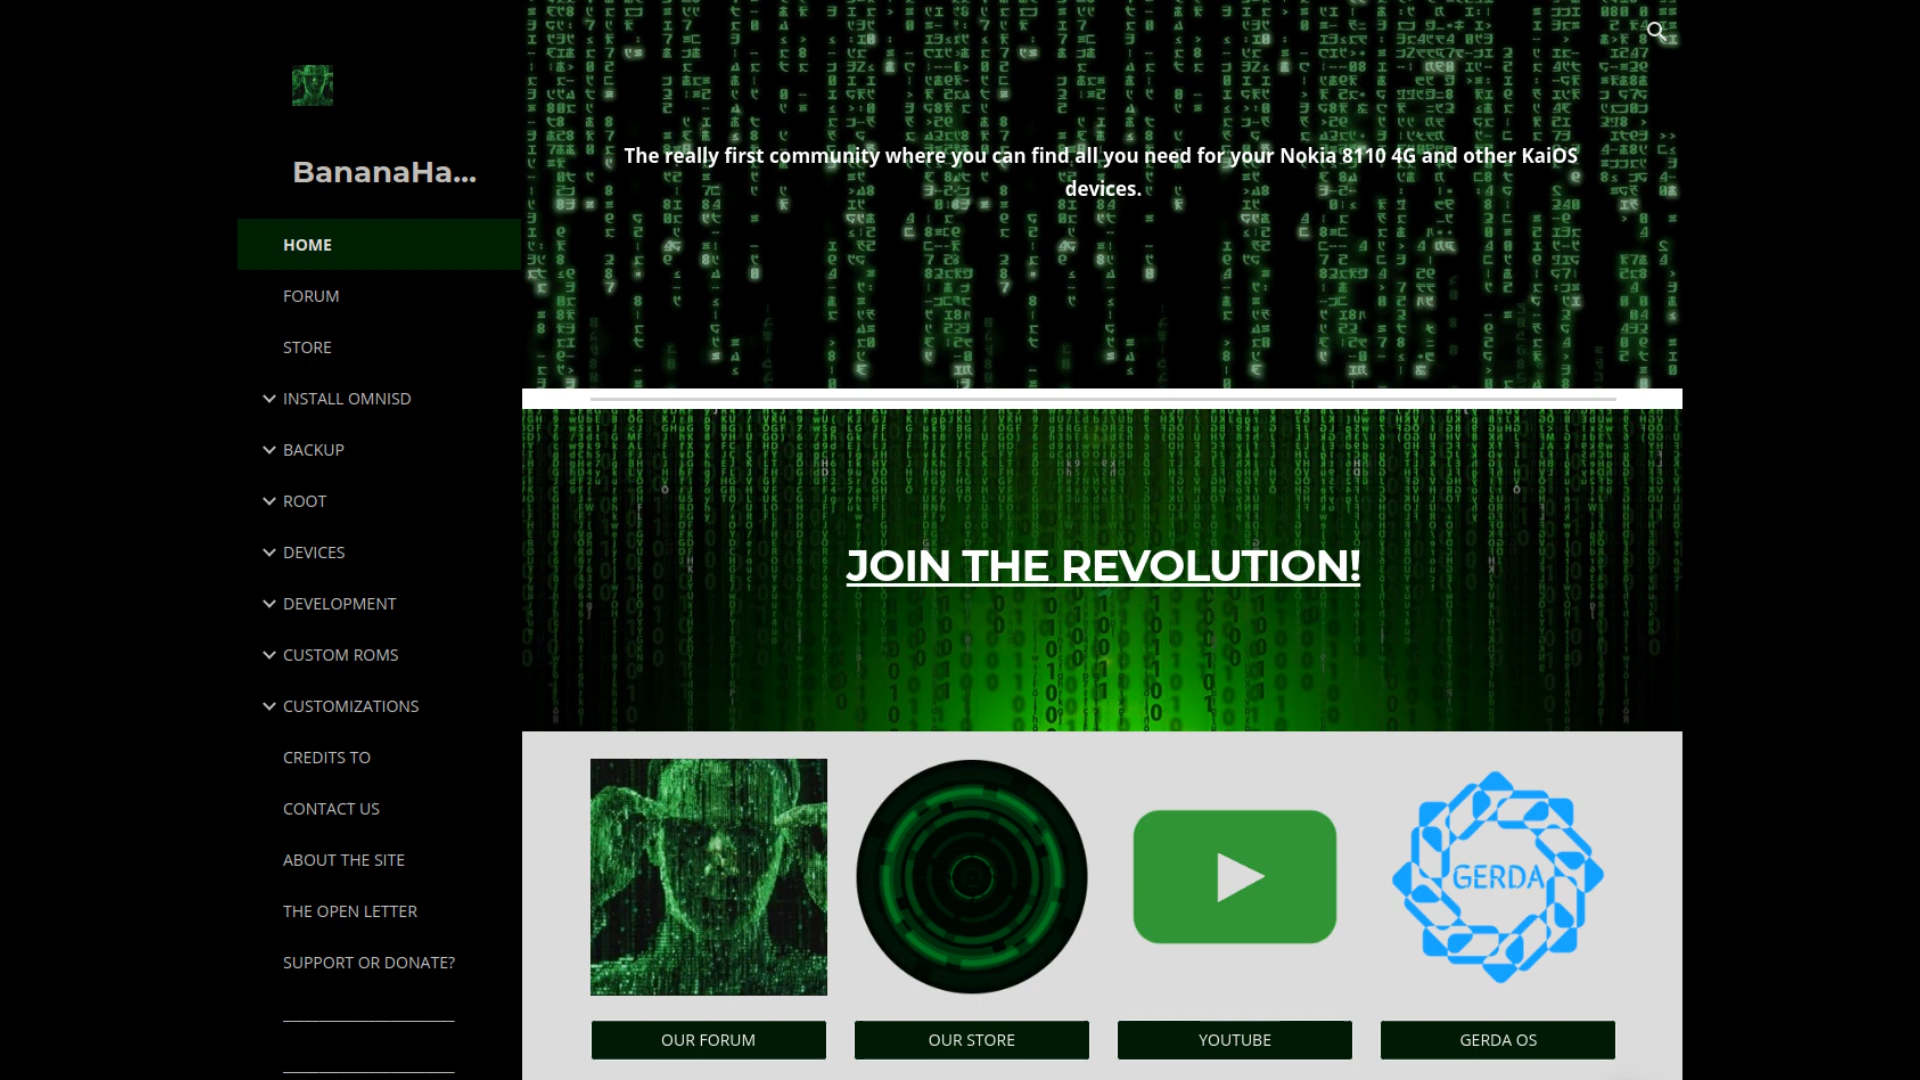 BananaHa...
HOME
FORUM
STORE
INSTALL OMNISD
BACKUP
ROOT
DEVICES
DEVELOPMENT
CUSTOM ROMS
CUSTOMIZATIONS
CREDITS TO
CONTACT US
ABOUT THE SITE
THE OPEN LETTER
SUPPORT OR DONATE?
The really first community where you can find all you need for your Nokia 8110 4G and other KaiOS
devices.
JOIN THE REVOLUTION!
GERDA
OUR FORUM
OUR STORE
YOUTUBE
GERDA OS